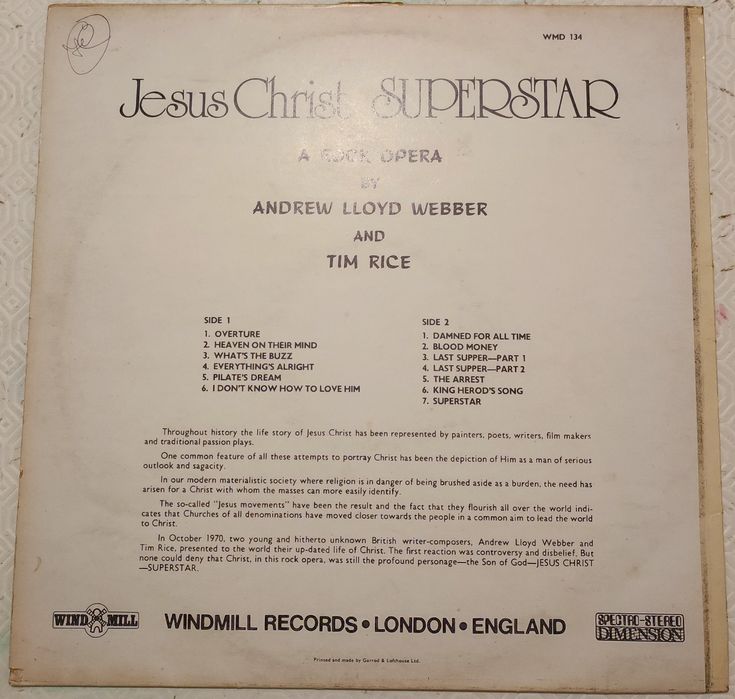 WMD 134
Jesus Christ SUPERSTAR
A ROCK OPERA
BY
ANDREW LLOYD WEBBER
AND
TIM RICE
SIDE 1
1. OVERTURE
2. HEAVEN ON THEIR MIND
3. WHAT'S THE BUZZ
4. EVERYTHING'S ALRIGHT
5. PILATE'S DREAM
6. I DON'T KNOW HOW TO LOVE HIM
SIDE 2
1. DAMNED FOR ALL TIME
2. BLOOD MONEY
3. LAST SUPPER—PART 1
4. LAST SUPPER—PART 2
5. THE ARREST
6. KING HEROD'S SONG
7. SUPERSTAR
Throughout history the life story of Jesus Christ has been represented by painters, poets, writers, film makers
and traditional passion plays.
One common feature of all these attempts to portray Christ has been the depiction of Him as a man of serious
outlook and sagacity.
In our modern materialistic society where religion is in danger of being brushed aside as a burden, the need has
arisen for a Christ with whom the masses can more easily identify.
The so-called "Jesus movements" have been the result and the fact that they flourish all over the world indi-
cates that Churches of all denominations have moved closer towards the people in a common aim to lead the world
to Christ.
In October 1970, two young and hitherto unknown British writer-composers, Andrew Lloyd Webber and
Tim Rice, presented to the world their up-dated life of Christ. The first reaction was controversy and disbelief. But
none could deny that Christ, in this rock opera, was still the profound personage—the Son of God—JESUS CHRIST
—SUPERSTAR.
WIND MILL
WINDMILL RECORDS • LONDON • ENGLAND
SPECTRO-STEREO
DIMENSION
Printed and made by Garrod & Lofthouse Ltd.